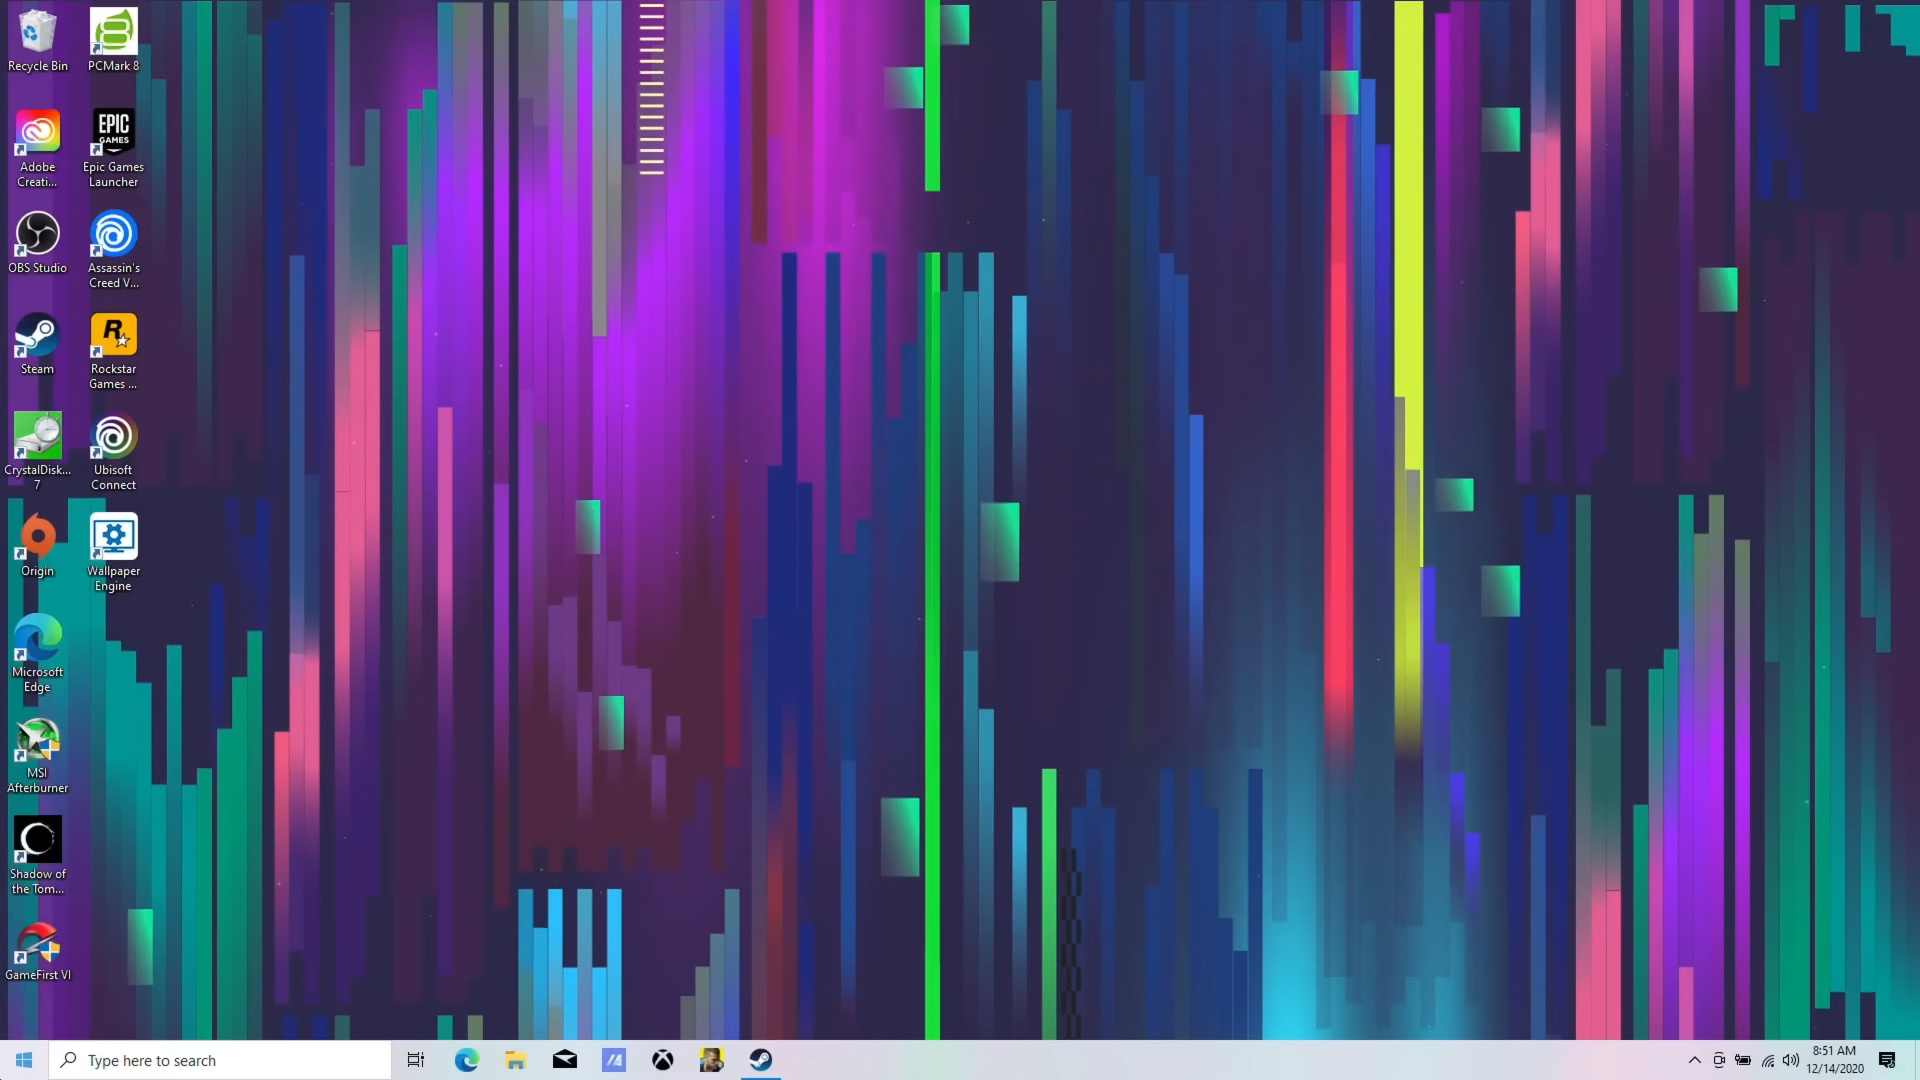 Recycle Bin
PCMark 8
Adobe
Creati...
EPIC
GAMES
Epic Games
Launcher
OBS Studio
Assassin's
Creed V...
Steam
R
Rockstar
Games ...
CrystalDisk...
7
Ubisoft
Connect
Origin
Wallpaper
Engine
Microsoft
Edge
MSI
Afterburner
Shadow of
the Tom...
GameFirst VI
Type here to search
8:51 AM
12/14/2020